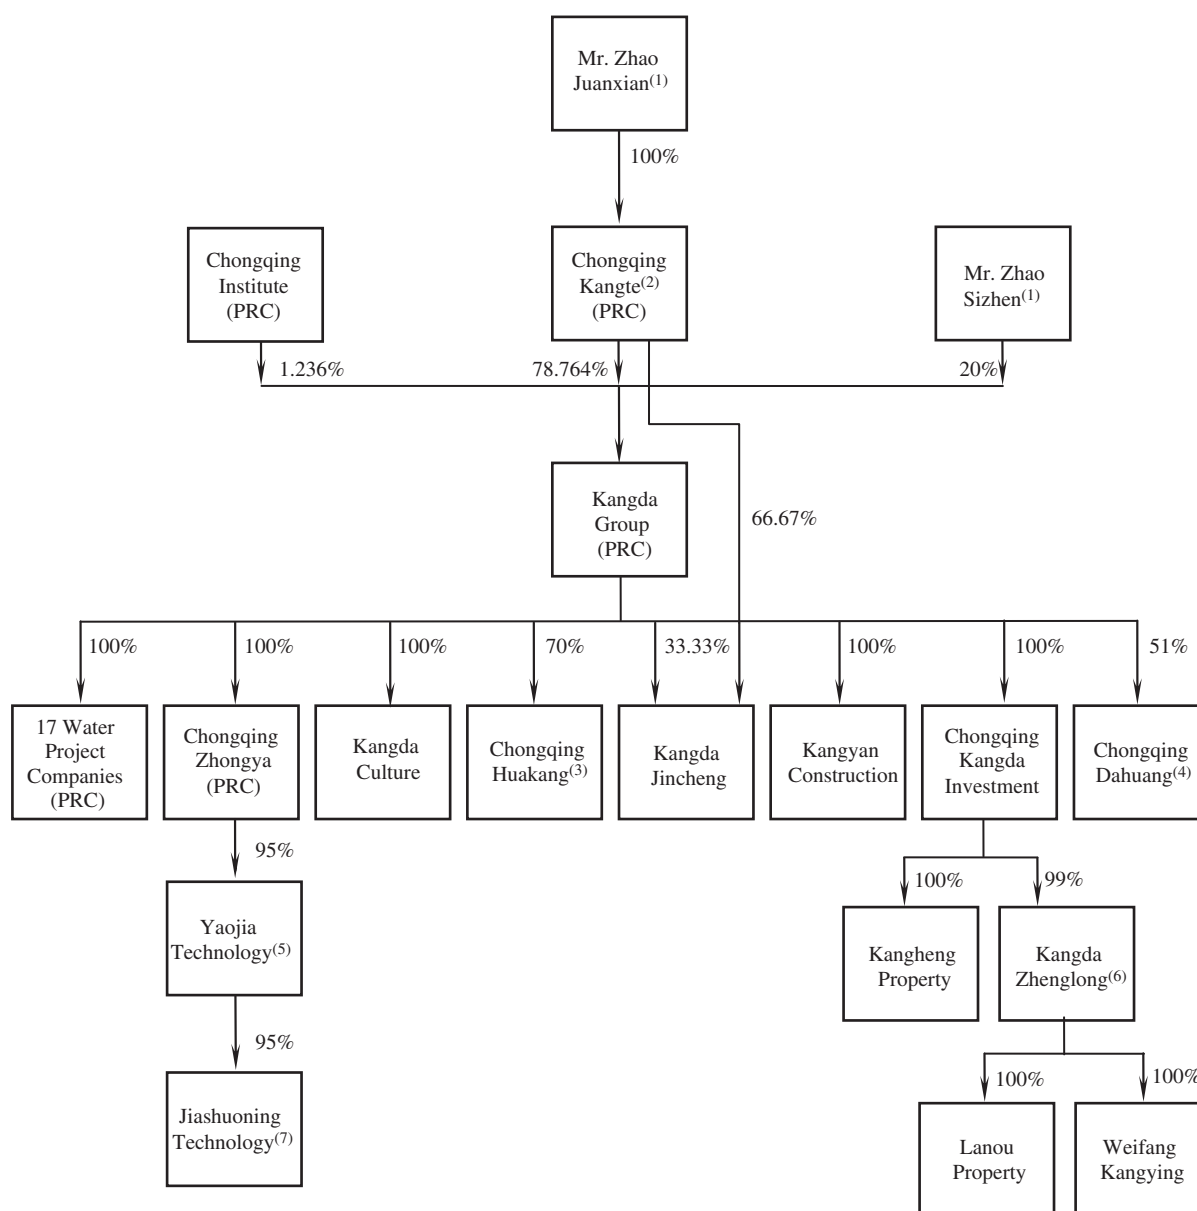 Mr. Zhao
Juanxian(1)
100%
Chongqing
Institute
(PRC)
Chongqing
Kangte(2)
(PRC)
Mr. Zhao
Sizhen(1)
1.236%
78.764%
20%
Kangda
Group
(PRC)
66.67%
100%
100%
100%
70%
33.33%
100%
100%
51%
17 Water
Project
Companies
(PRC)
Chongqing
Zhongya
(PRC)
Kangda
Culture
Chongqing
Huakang(3)
Kangda
Jincheng
Kangyan
Construction
Chongqing
Kangda
Investment
Chongqing
Dahuang(4)
95%
100%
99%
Yaojia
Technology(5)
Kangheng
Property
Kangda
Zhenglong(6)
95%
100%
100%
Jiashuoning
Technology(7)
Lanou
Property
Weifang
Kangying